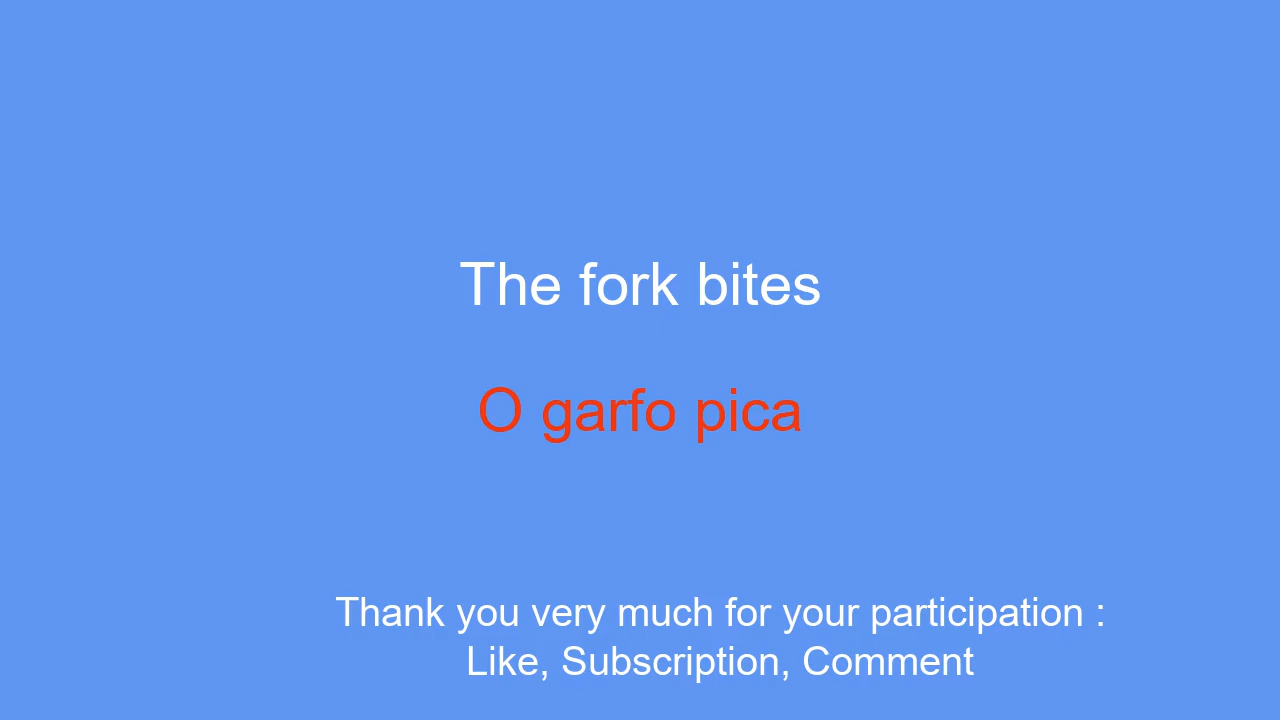 The fork bites
O garfo pica
Thank you very much for your participation :
Like, Subscription, Comment